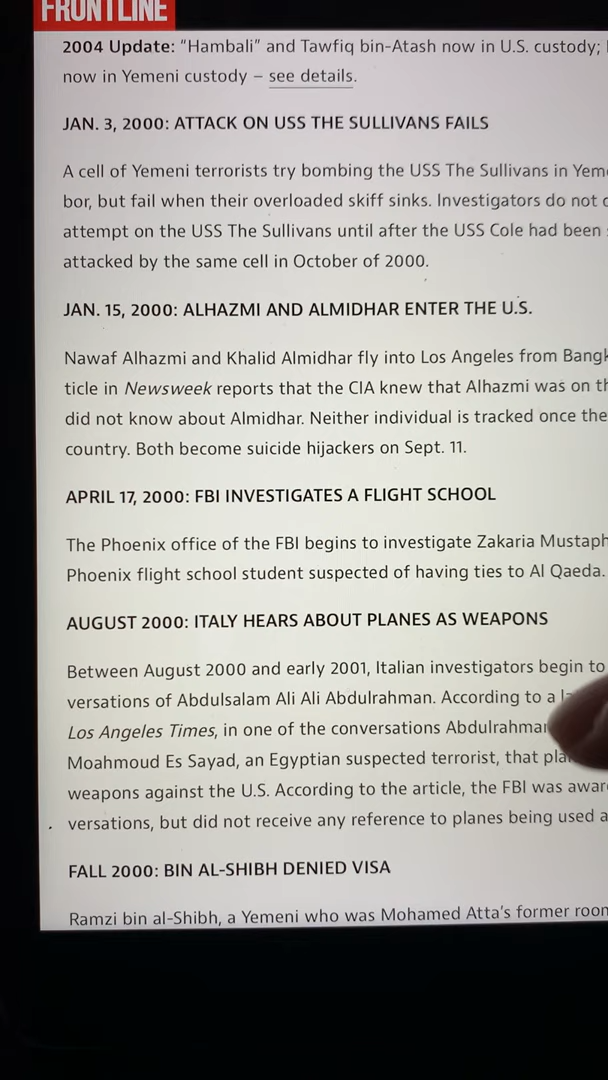 FRONTLINE
2004 Update: “Hambali” and Tawfiq bin-Atash now in U.S. custody;
now in Yemeni custody – see details.
JAN. 3, 2000: ATTACK ON USS THE SULLIVANS FAILS
A cell of Yemeni terrorists try bombing the USS The Sullivans in
bor, but fail when their overloaded skiff sinks. Investigators do not
attempt on the USS The Sullivans until after the USS Cole had been
attacked by the same cell in October of 2000.
JAN. 15, 2000: ALHAZMI AND ALMIDHAR ENTER THE U.S.
Nawaf Alhazmi and Khalid Almidhar fly into Los Angeles from
ticle in Newsweek reports that the CIA knew that Alhazmi was on
did not know about Almidhar. Neither individual is tracked once
country. Both become suicide hijackers on Sept. 11.
APRIL 17, 2000: FBI INVESTIGATES A FLIGHT SCHOOL
The Phoenix office of the FBI begins to investigate Zakaria
Phoenix flight school student suspected of having ties to Al Qaeda.
AUGUST 2000: ITALY HEARS ABOUT PLANES AS WEAPONS
Between August 2000 and early 2001, Italian investigators begin to
versations of Abdulsalam Ali Ali Abdulrahman. According to a
Los Angeles Times, in one of the conversations
Moahmoud Es Sayad, an Egyptian suspected terrorist, that
weapons against the U.S. According to the article, the FBI was
versations, but did not receive any reference to planes being used
FALL 2000: BIN AL-SHIBH DENIED VISA
Ramzi bin al-Shibh, a Yemeni who was Mohamed Atta’s former